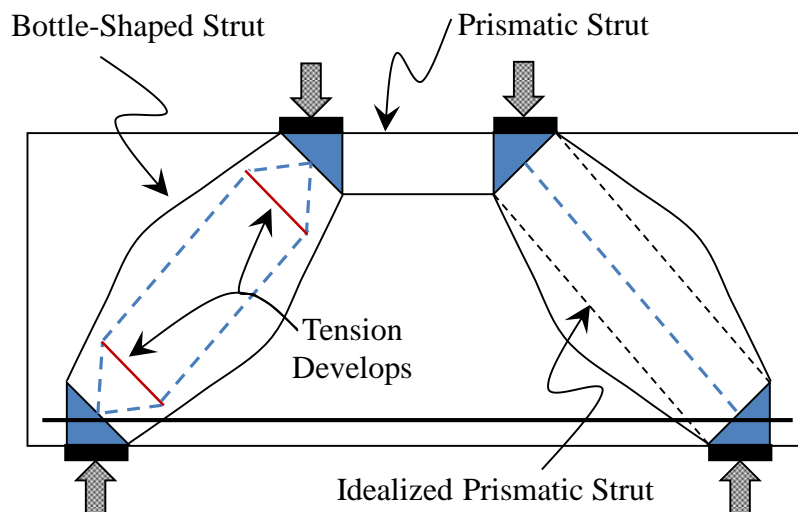 Bottle-Shaped Strut
Prismatic Strut
Tension
Develops
Idealized Prismatic Strut